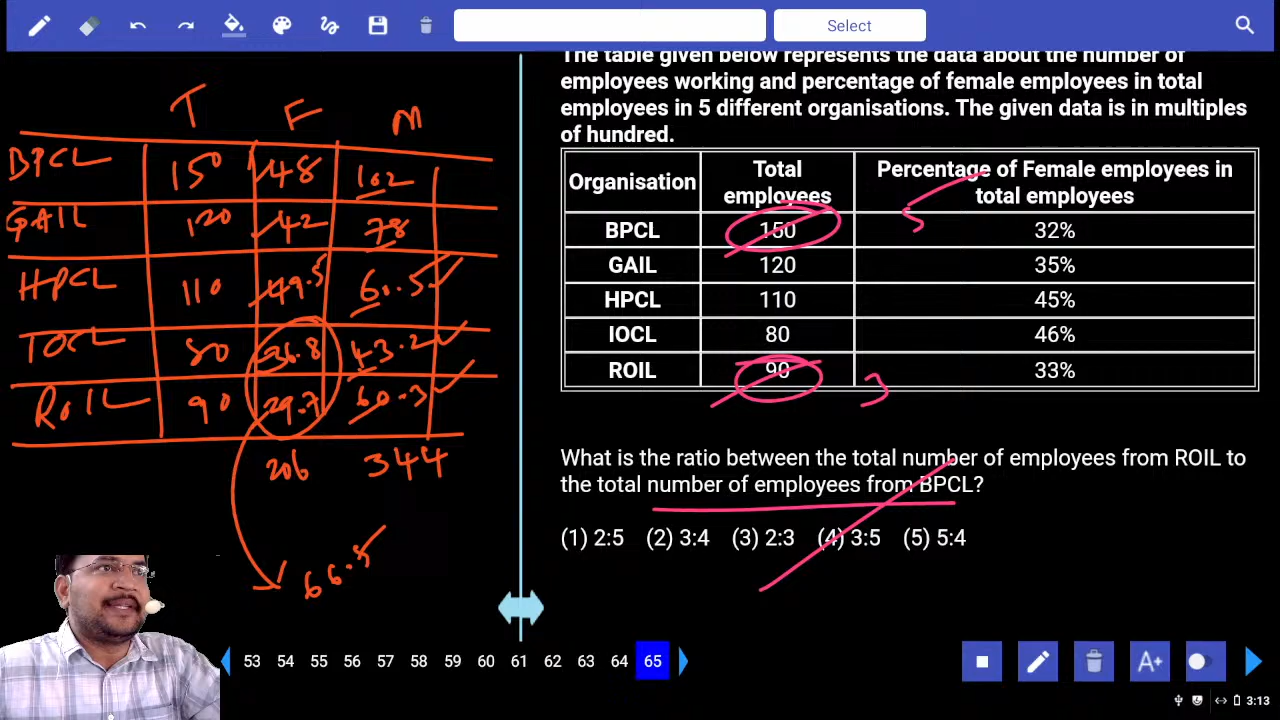 Select
The table given below represents the data about the number of
employees working and percentage of female employees in total
employees in 5 different organisations. The given data is in multiples
of hundred.
Organisation Total employees Percentage of Female employees in total employees
BPCL 150 32%
GAIL 120 35%
HPCL 110 45%
IOCL 80 46%
ROIL 90 33%
5
3
What is the ratio between the total number of employees from ROIL to
the total number of employees from BPCL?
(1) 2:5 (2) 3:4 (3) 2:3 (4) 3:5 (5) 5:4
T F M
BPCL 150 48 102
GAIL 120 42 78
HPCL 110 49.5 60.5
IOCL 80 36.8 43.2
ROIL 90 29.7 60.3
206 344
66.5
53 54 55 56 57 58 59 60 61 62 63 64 65
A+
3:13